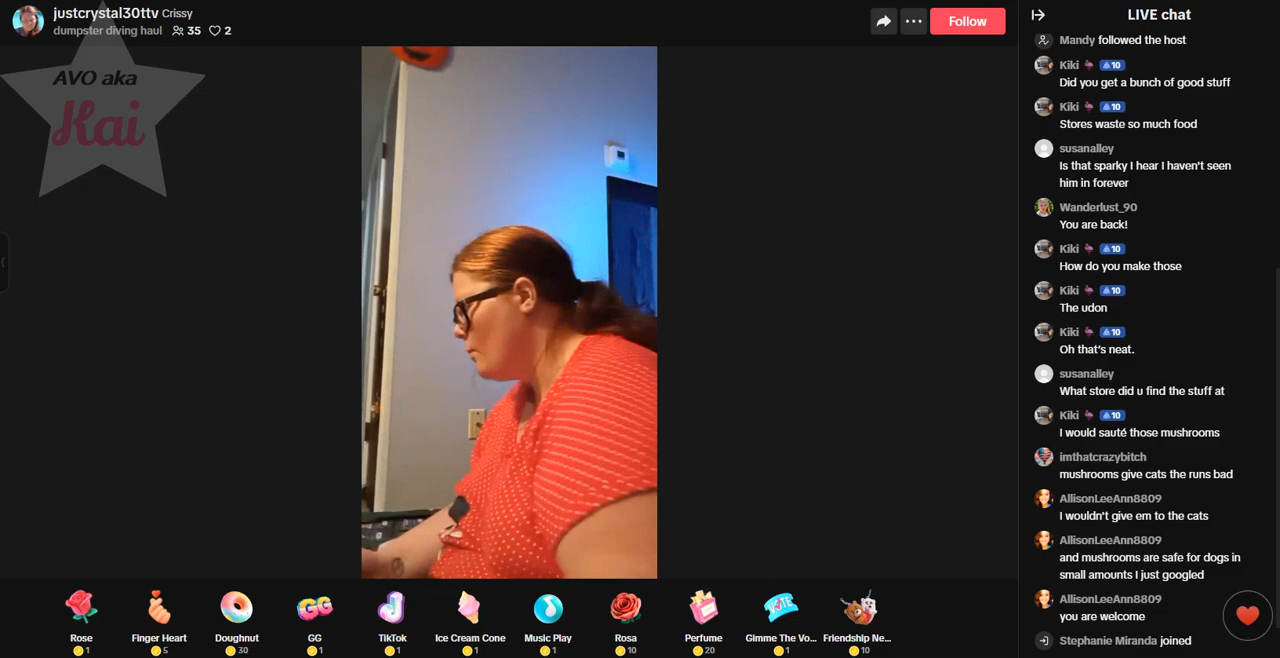 justcrystal30ttv Crissy
dumpster diving haul 35 2
Follow
AVO aka
Kai
LIVE chat
Mandy followed the host
Kiki 10
Did you get a bunch of good stuff
Kiki 10
Stores waste so much food
susanalley
Is that sparky I hear I haven't seen
him in forever
Wanderlust_90
You are back!
Kiki 10
How do you make those
Kiki 10
The udon
Kiki 10
Oh that's neat.
susanalley
What store did u find the stuff at
Kiki 10
I would sauté those mushrooms
imthatcrazybitch
mushrooms give cats the runs bad
AllisonLeeAnn8809
I wouldn't give em to the cats
AllisonLeeAnn8809
and mushrooms are safe for dogs in
small amounts I just googled
AllisonLeeAnn8809
you are welcome
Stephanie Miranda joined
GG
Rose Finger Heart Doughnut GG TikTok Ice Cream Cone Music Play Rosa Perfume Gimme The Vo... Friendship Ne...
1 5 30 1 1 1 1 10 20 1 10